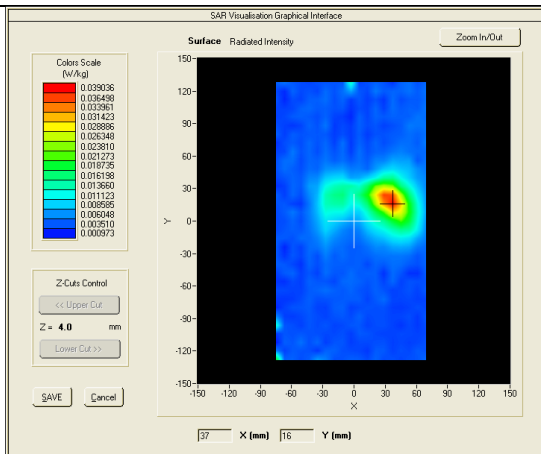 SAR Visualisation Graphical Interface
Surface Radiated Intensity
Zoom In/Out
Colors Scale
(W/kg)
0.039036
0.036498
0.033961
0.031423
0.028886
0.026348
0.023810
0.021273
0.018735
0.016198
0.013660
0.011123
0.008585
0.006048
0.003510
0.000973
Z-Cuts Control
<< Upper Cut
Z = 4.0 mm
Lower Cut >>
SAVE Cancel
150
120
90
60
30
0
-30
-60
-90
-120
-150
Y
-150 -120 -90 -60 -30 0 30 60 90 120 150
X
37 X (mm) 16 Y (mm)